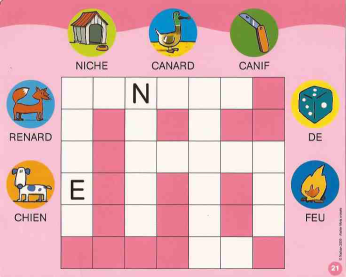 NICHE CANARD CANIF
N
RENARD DE
E
CHIEN FEU
21